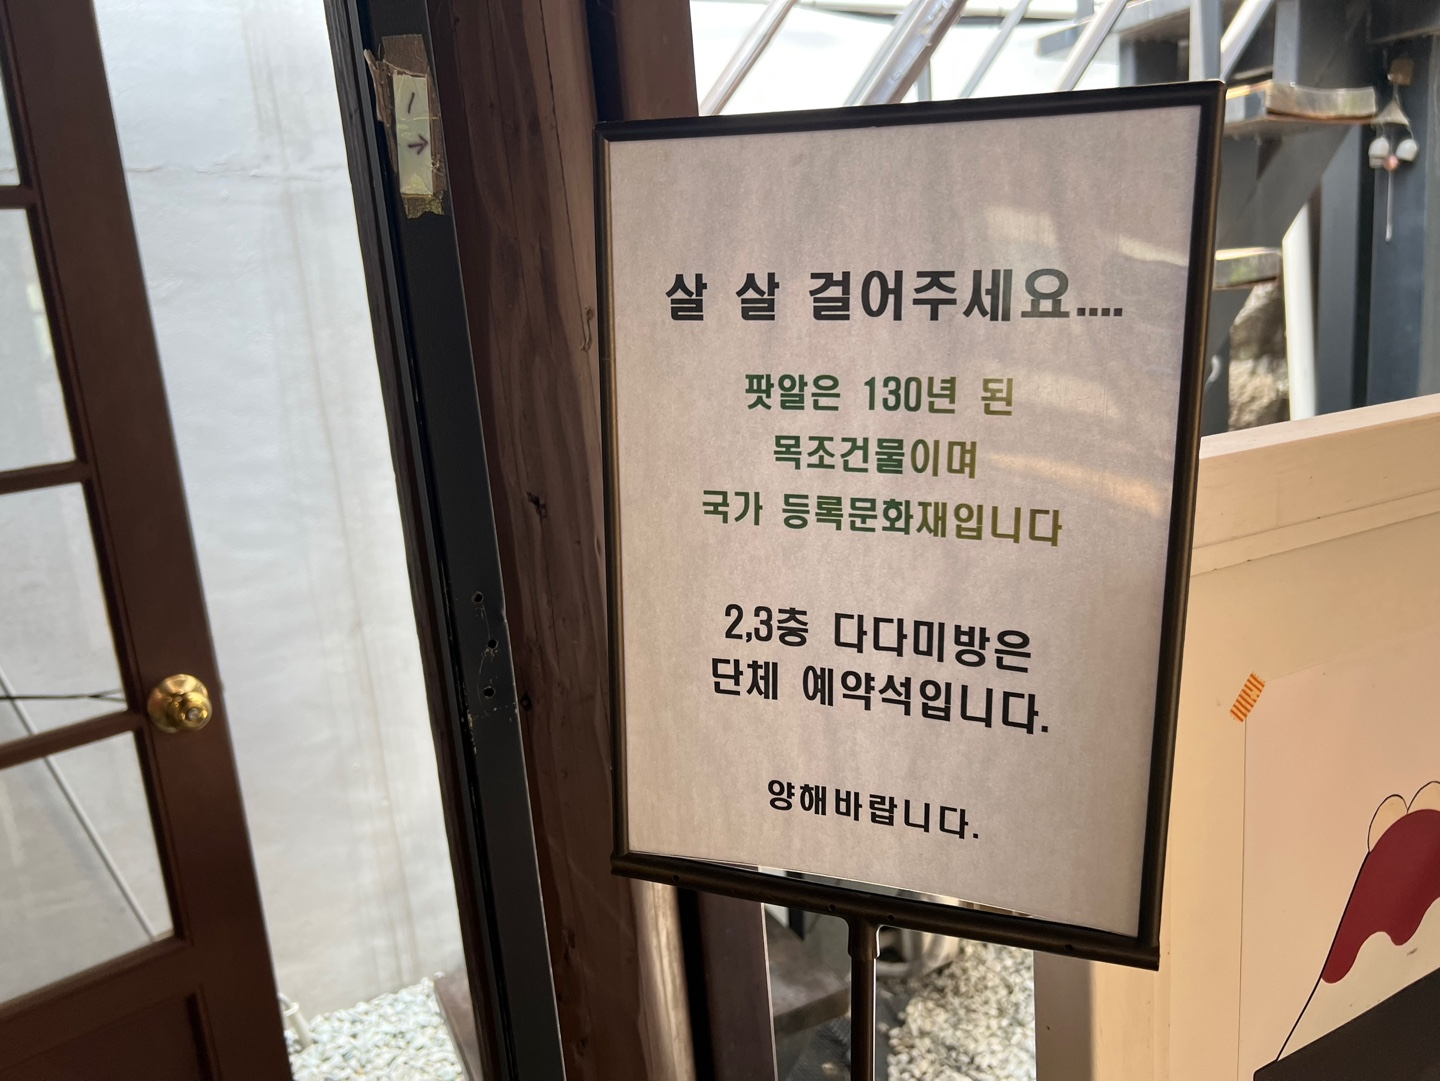 살 살 걸어주세요....
팟알은 130년 된
목조건물이며
국가 등록문화재입니다
2,3층 다다미방은
단체 예약석입니다.
양해바랍니다.